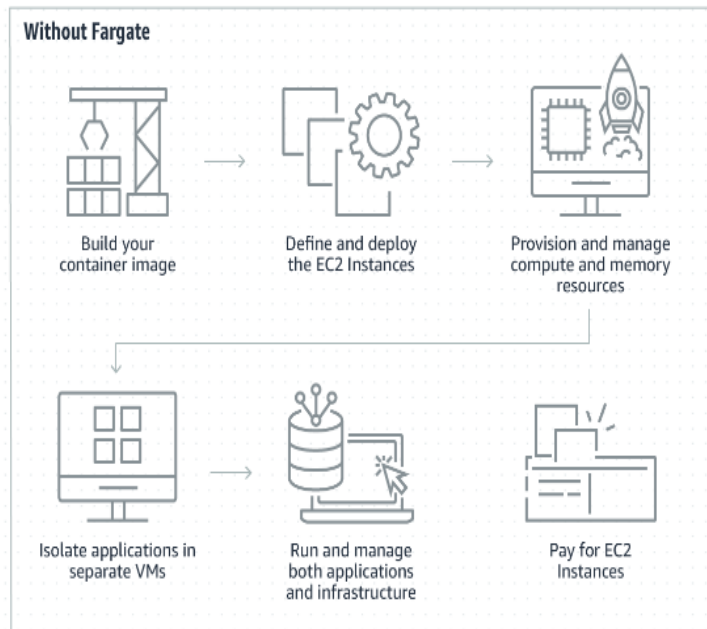 Without Fargate
Build your
container image
Define and deploy
the EC2 Instances
Provision and manage
compute and memory
resources
Isolate applications in
separate VMs
Run and manage
both applications
and infrastructure
Pay for EC2
Instances